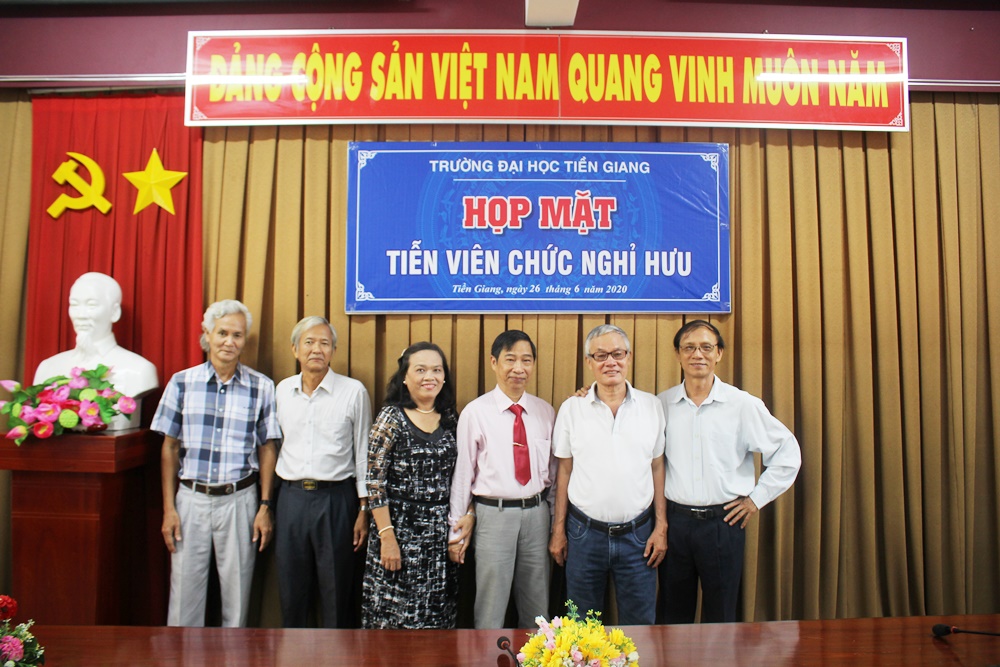 ĐẢNG CỘNG SẢN VIỆT NAM QUANG VINH MUÔN NĂM
TRƯỜNG ĐẠI HỌC TIỀN GIANG
HỌP MẶT
TIỄN VIÊN CHỨC NGHỈ HƯU
Tiền Giang, ngày 26 tháng 6 năm 2020